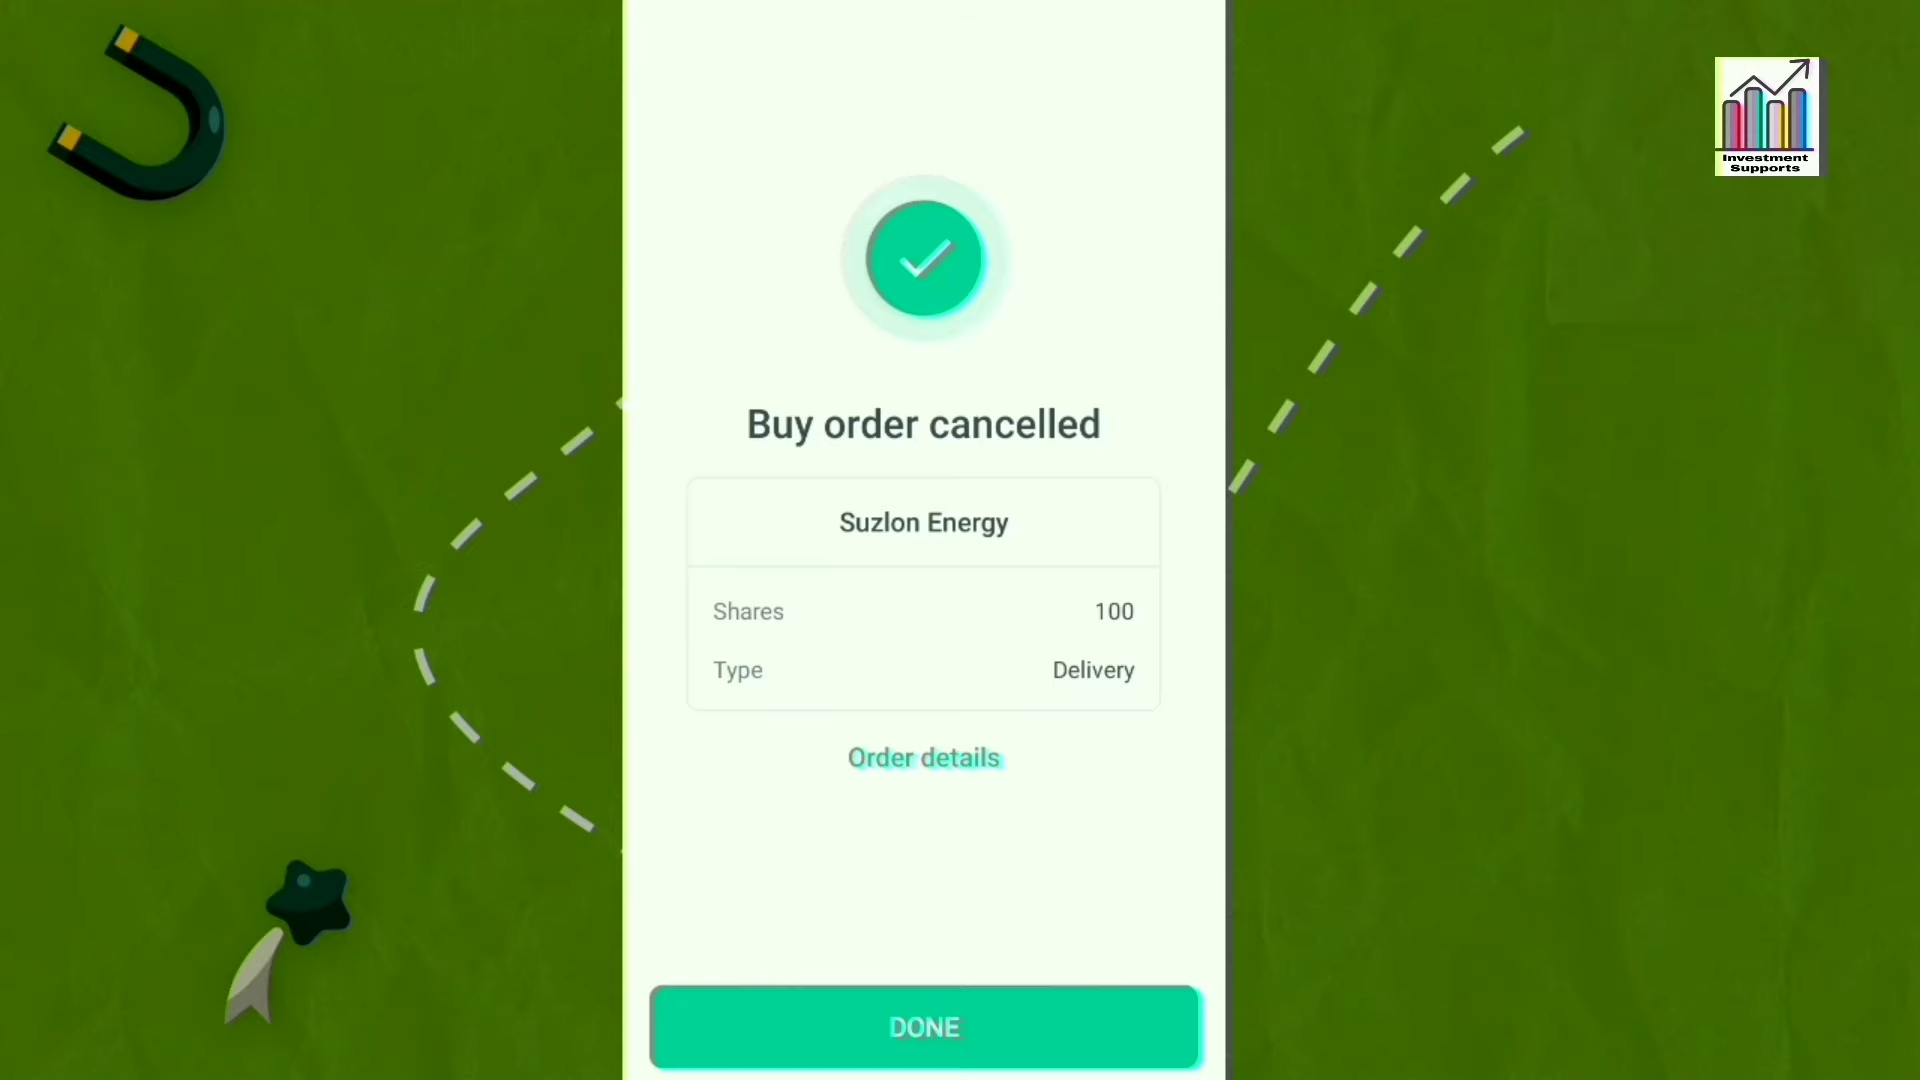 Investment
Supports
Buy order cancelled
Suzlon Energy
Shares 100
Type Delivery
Order details
DONE